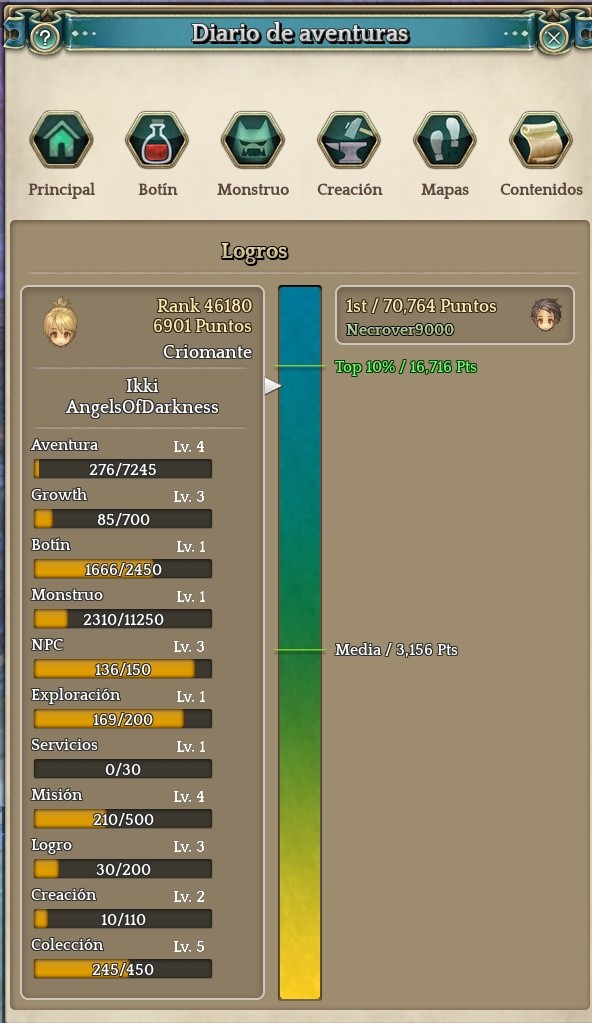 ?
Diario de aventuras
Principal
Botín
Monstruo
Creación
Mapas
Contenidos
Logros
Rank 46180
6901 Puntos
Criomante
Ikki
AngelsOfDarkness
Aventura Lv. 4
276/7245
Growth Lv. 3
85/700
Botín Lv. 1
1666/2450
Monstruo Lv. 1
2310/11250
NPC Lv. 3
136/150
Exploración Lv. 1
169/200
Servicios Lv. 1
0/30
Misión Lv. 4
210/500
Logro Lv. 3
30/200
Creación Lv. 2
10/110
Colección Lv. 5
245/450
1st / 70,764 Puntos
Necrover9000
Top 10% / 16,716 Pts
Media / 3,156 Pts